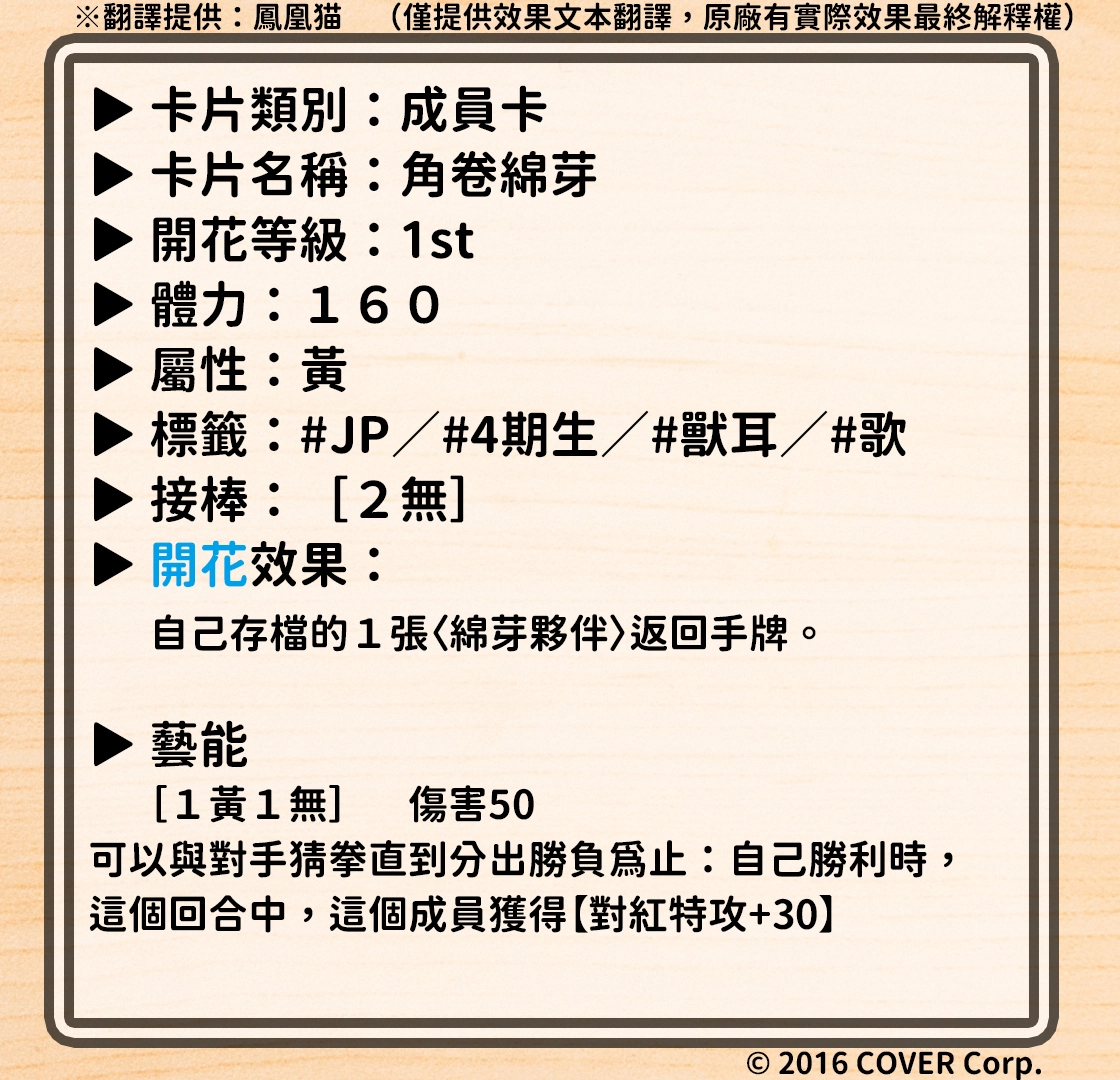 ※翻譯提供：鳳凰猫　（僅提供效果文本翻譯，原廠有實際效果最終解釋權）
▶ 卡片類別：成員卡
▶ 卡片名稱：角卷綿芽
▶ 開花等級：1st
▶ 體力：１６０
▶ 屬性：黃
▶ 標籤：#JP／#4期生／#獸耳／#歌
▶ 接棒：［２無］
▶ 開花效果：
自己存檔的１張〈綿芽夥伴〉返回手牌。
▶ 藝能
［１黃１無］　傷害50
可以與對手猜拳直到分出勝負爲止：自己勝利時，
這個回合中，這個成員獲得【對紅特攻+30】
© 2016 COVER Corp.